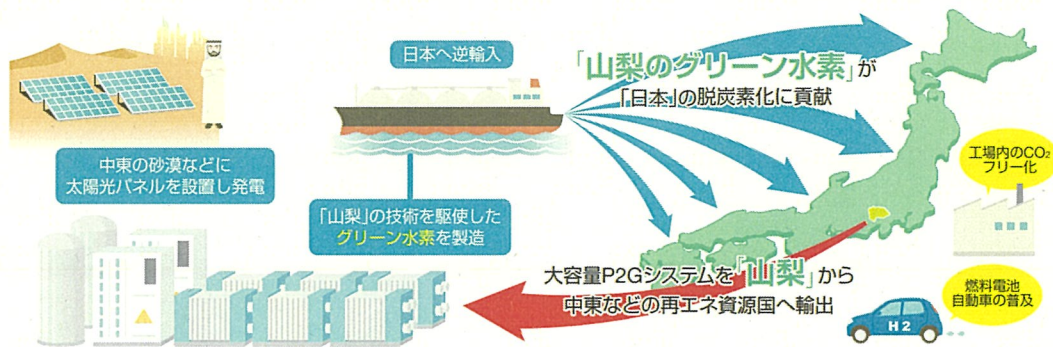 日本へ逆輸入
「山梨のグリーン水素」が
「日本」の脱炭素化に貢献
中東の砂漠などに
太陽光パネルを設置し発電
「山梨」の技術を駆使した
グリーン水素を製造
工場内のCO₂
フリー化
大容量P2Gシステムを「山梨」から
中東などの再エネ資源国へ輸出
燃料電池
自動車の普及
H2